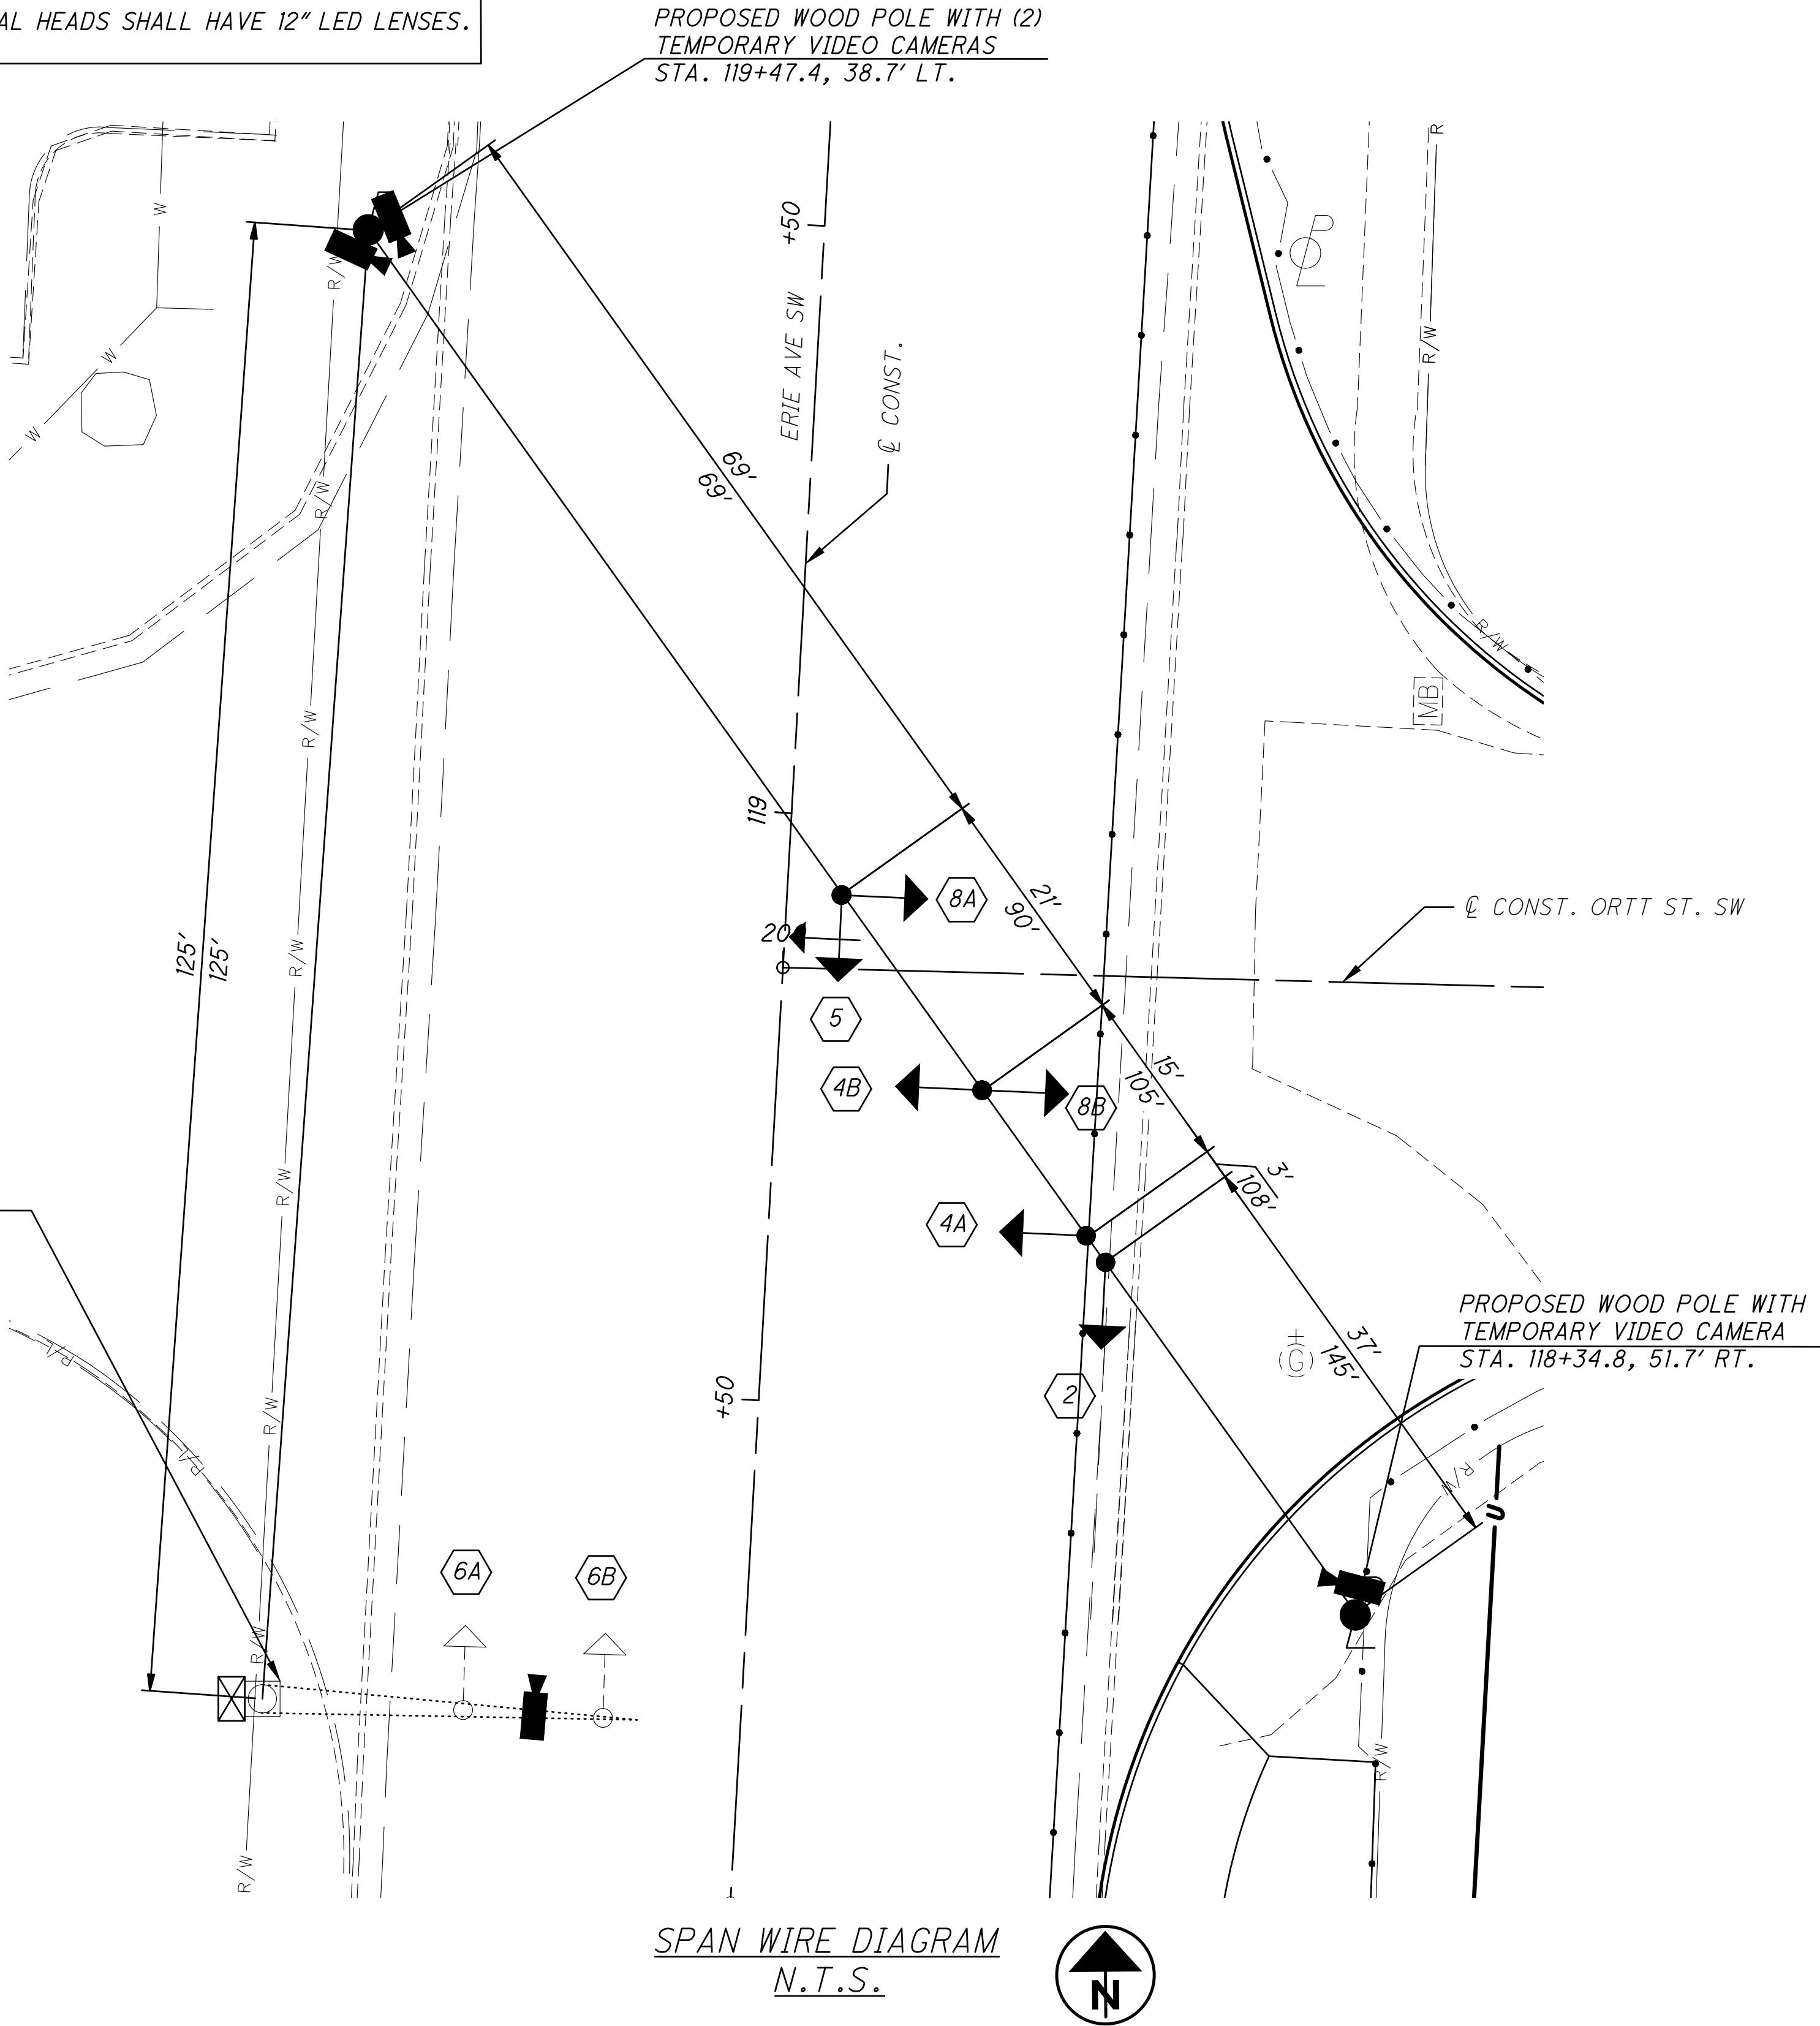 AL HEADS SHALL HAVE 12" LED LENSES.
PROPOSED WOOD POLE WITH (2)
TEMPORARY VIDEO CAMERAS
STA. 119+47.4, 38.7' LT.
+50
ERIE AVE SW
℄ CONST.
W
W
W
R/W
R/W
R/W
R/W
R/W
R/W
R/W
R/W
R
R/W
R/W
P
MB
69'
69'
119
8A
21'
90'
℄ CONST. ORTT ST. SW
125'
125'
5
4B
8B
15'
105'
3'
108'
4A
2
37'
145'
(G)
PROPOSED WOOD POLE WITH
TEMPORARY VIDEO CAMERA
STA. 118+34.8, 51.7' RT.
+50
R/W
U
6A
6B
R/W
R/W
SPAN WIRE DIAGRAM
N.T.S.
N